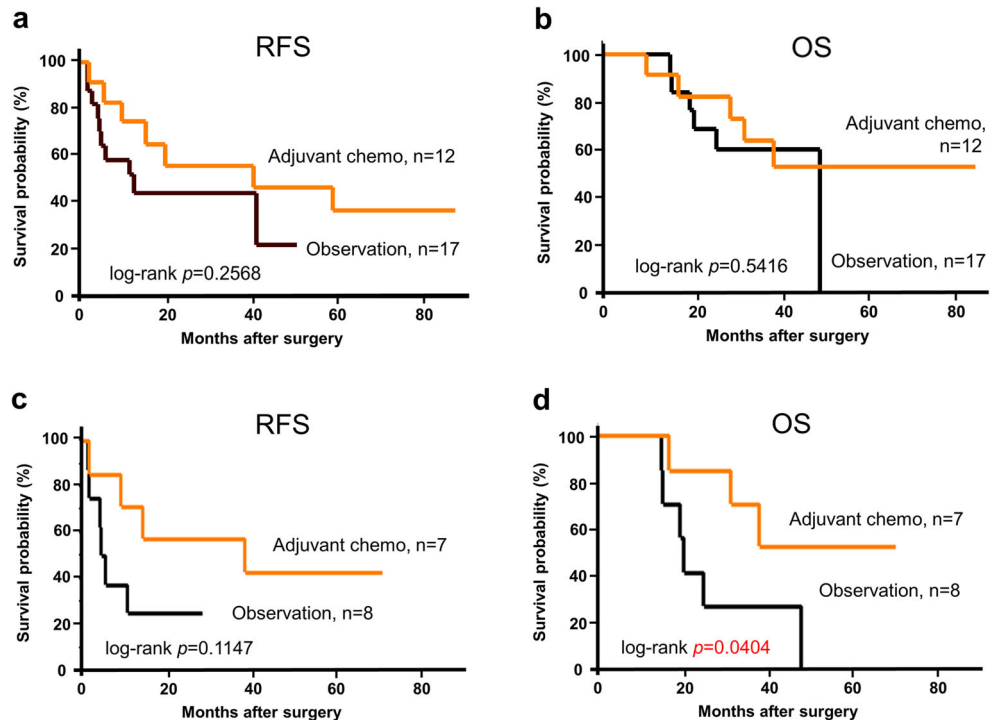 a
RFS
Survival probability (%)
100
80
60
40
20
0
Adjuvant chemo, n=12
Observation, n=17
log-rank p=0.2568
0 20 40 60 80
Months after surgery
b
OS
Survival probability (%)
100
80
60
40
20
0
Adjuvant chemo,
n=12
Observation, n=17
log-rank p=0.5416
0 20 40 60 80
Months after surgery
c
RFS
Survival probability (%)
100
80
60
40
20
0
Adjuvant chemo, n=7
Observation, n=8
log-rank p=0.1147
0 20 40 60 80
Months after surgery
d
OS
Survival probability (%)
100
80
60
40
20
0
Adjuvant chemo, n=7
Observation, n=8
log-rank p=0.0404
0 20 40 60 80
Months after surgery